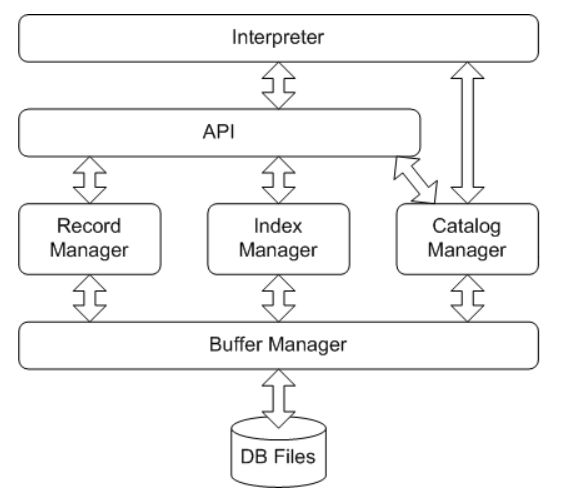 Interpreter
API
Record
Manager
Index
Manager
Catalog
Manager
Buffer Manager
DB Files